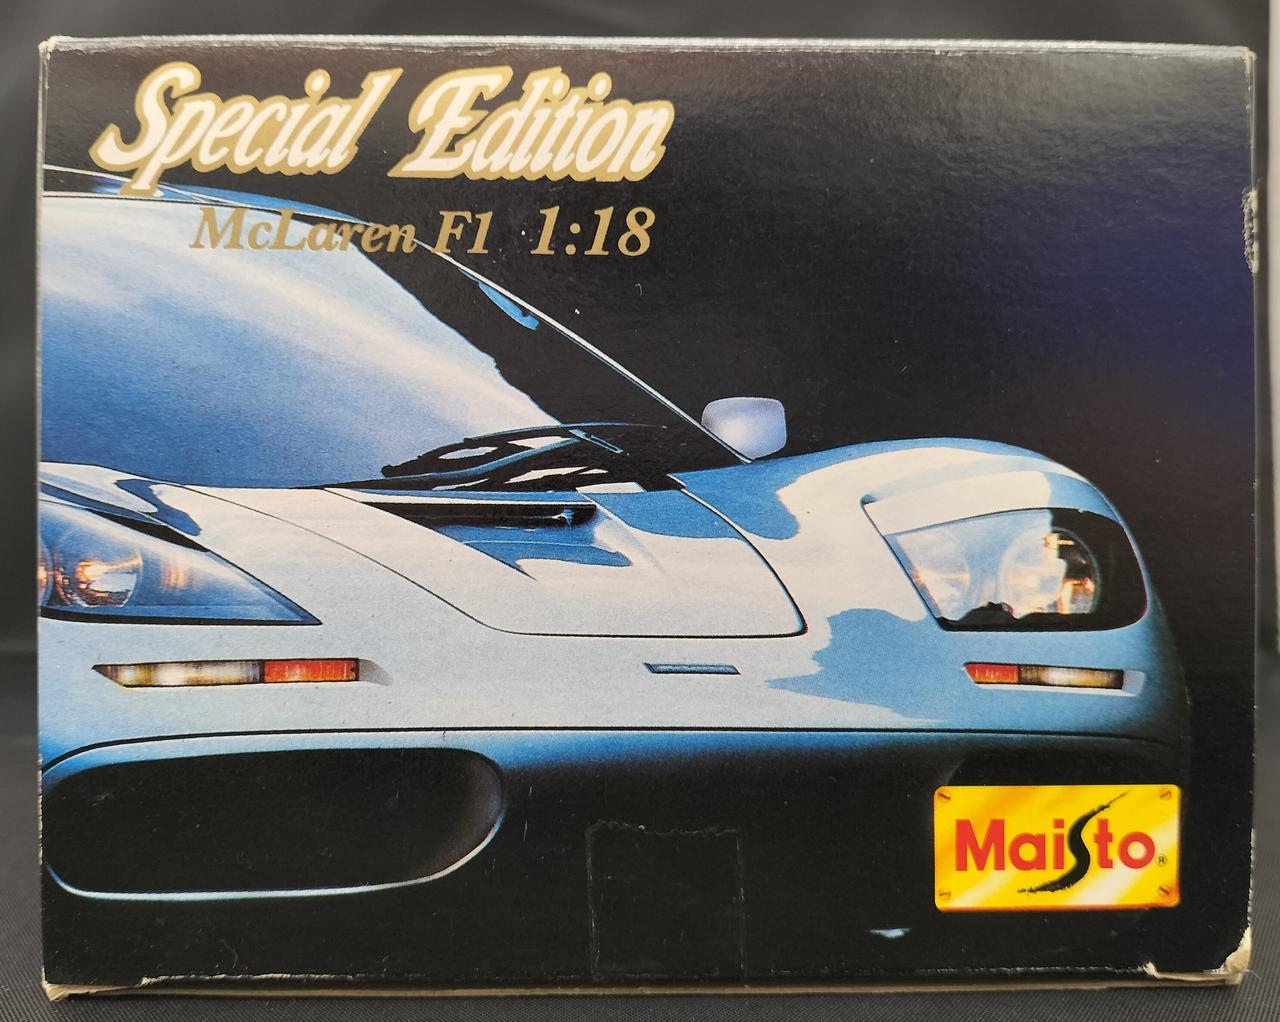 Special Edition
McLaren F1 1:18
Maisto®